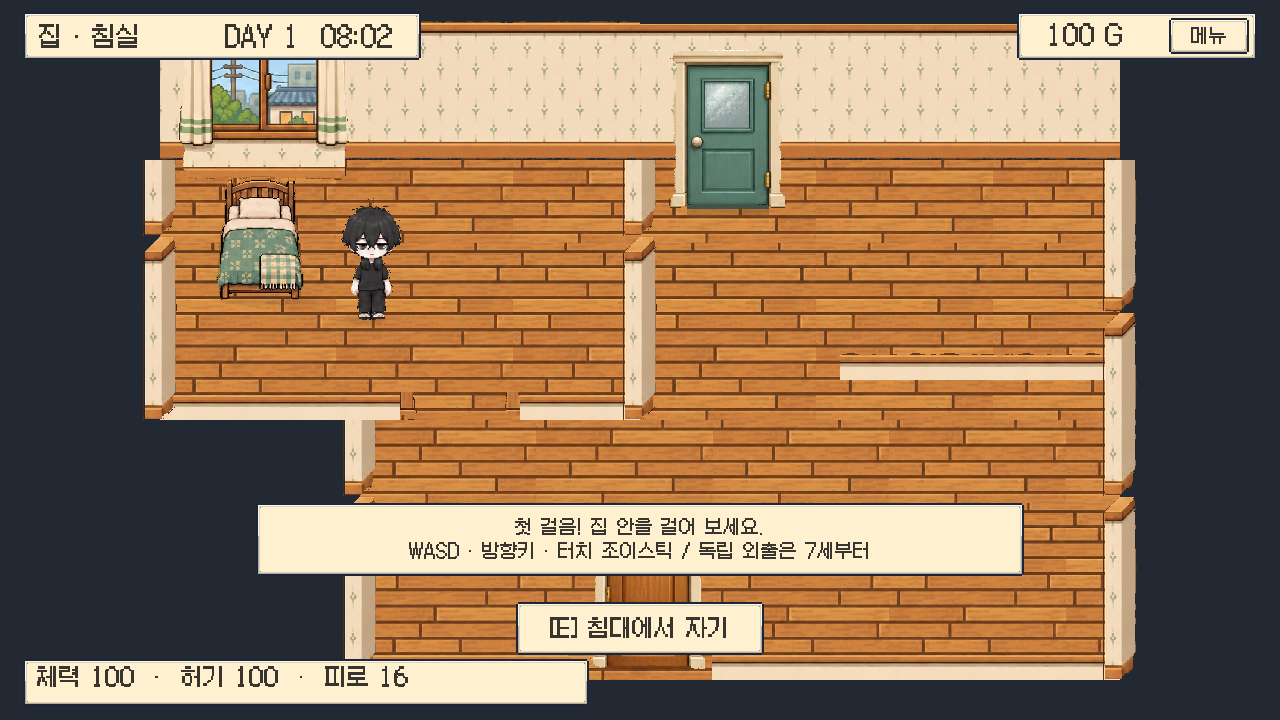 집 · 침실 DAY 1 08:02
100 G 메뉴
첫 걸음! 집 안을 걸어 보세요.
WASD · 방향키 · 터치 조이스틱 / 독립 외출은 7세부터
[E] 침대에서 자기
체력 100 · 허기 100 · 피로 16